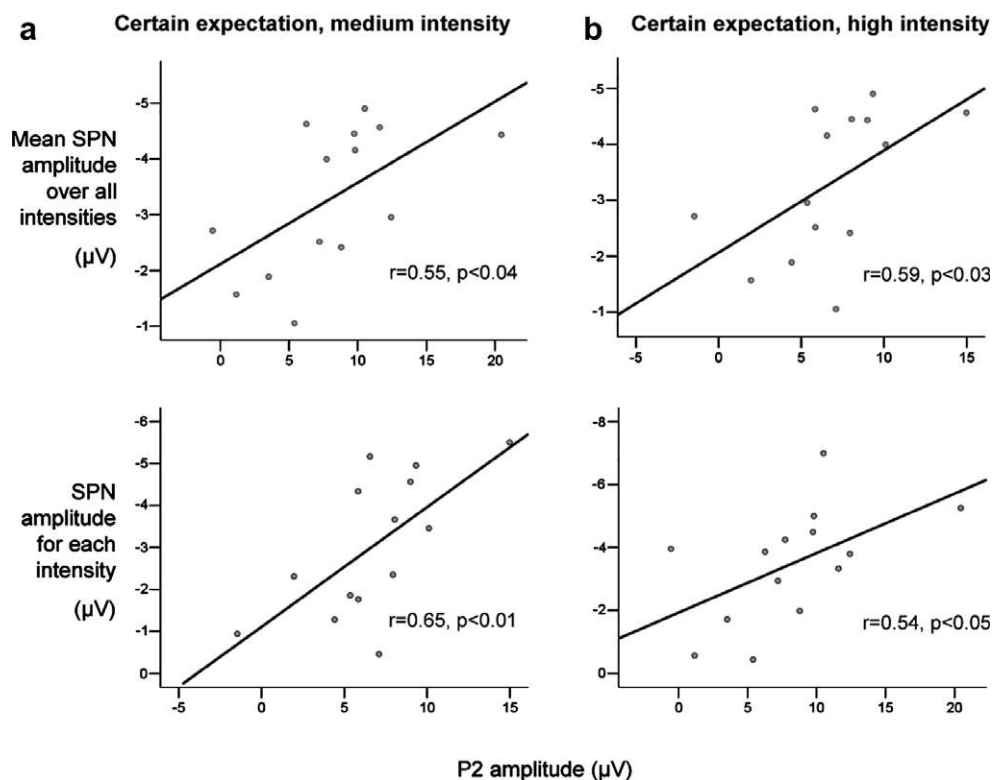 a Certain expectation, medium intensity
b Certain expectation, high intensity
Mean SPN
amplitude
over all
intensities
(µV)
-5
-4
-3
-2
-1
0 5 10 15 20
r=0.55, p<0.04
-5
-4
-3
-2
-1
-5 0 5 10 15
r=0.59, p<0.03
SPN
amplitude
for each
intensity
(µV)
-6
-5
-4
-3
-2
-1
0
-5 0 5 10 15
r=0.65, p<0.01
-8
-6
-4
-2
0
0 5 10 15 20
r=0.54, p<0.05
P2 amplitude (µV)